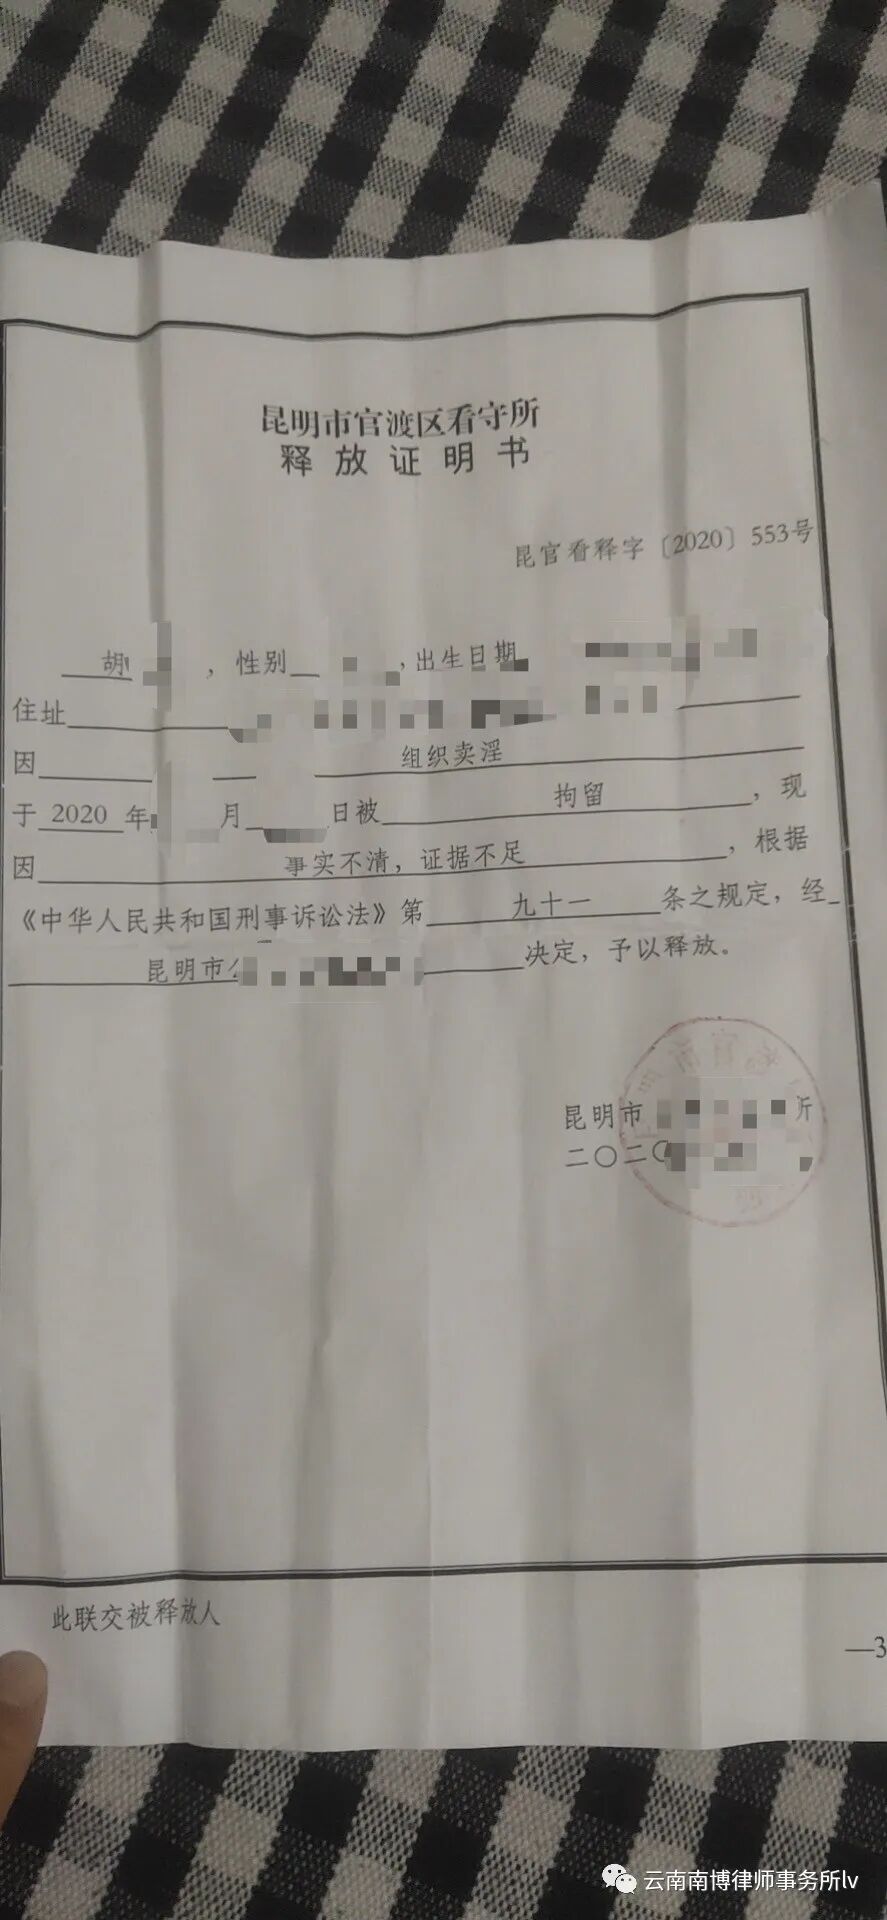 昆明市官渡区看守所
释放证明书
昆官看释字〔2020〕553号
胡 ，性别 ，出生日期
住址
因 组织卖淫
于 2020 年 月 日被 拘留 ，现
因 事实不清，证据不足 ，根据
《中华人民共和国刑事诉讼法》第 九十一 条之规定，经
昆明市 决定，予以释放。
昆明市 所
二〇二〇
此联交被释放人
—3
云南南博律师事务所lv